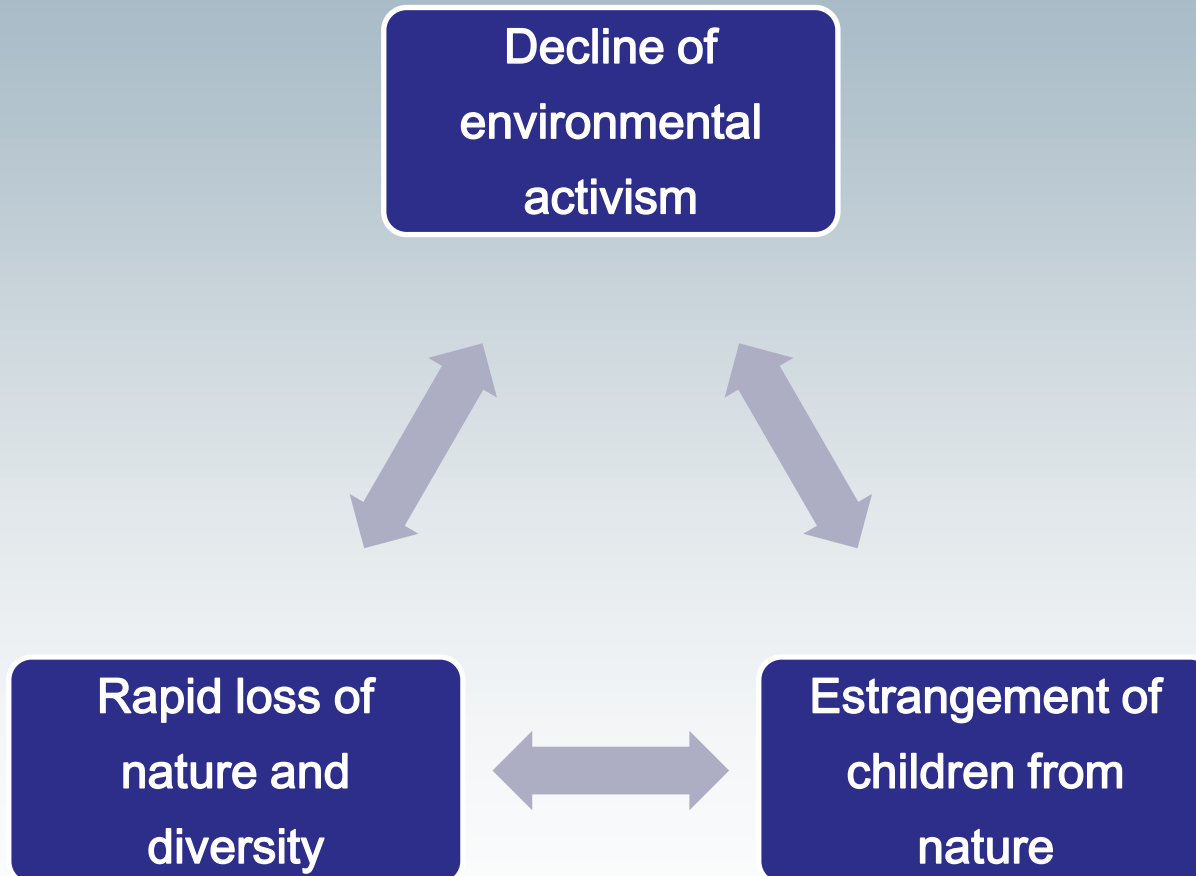 Decline of
environmental
activism
Rapid loss of
nature and
diversity
Estrangement of
children from
nature